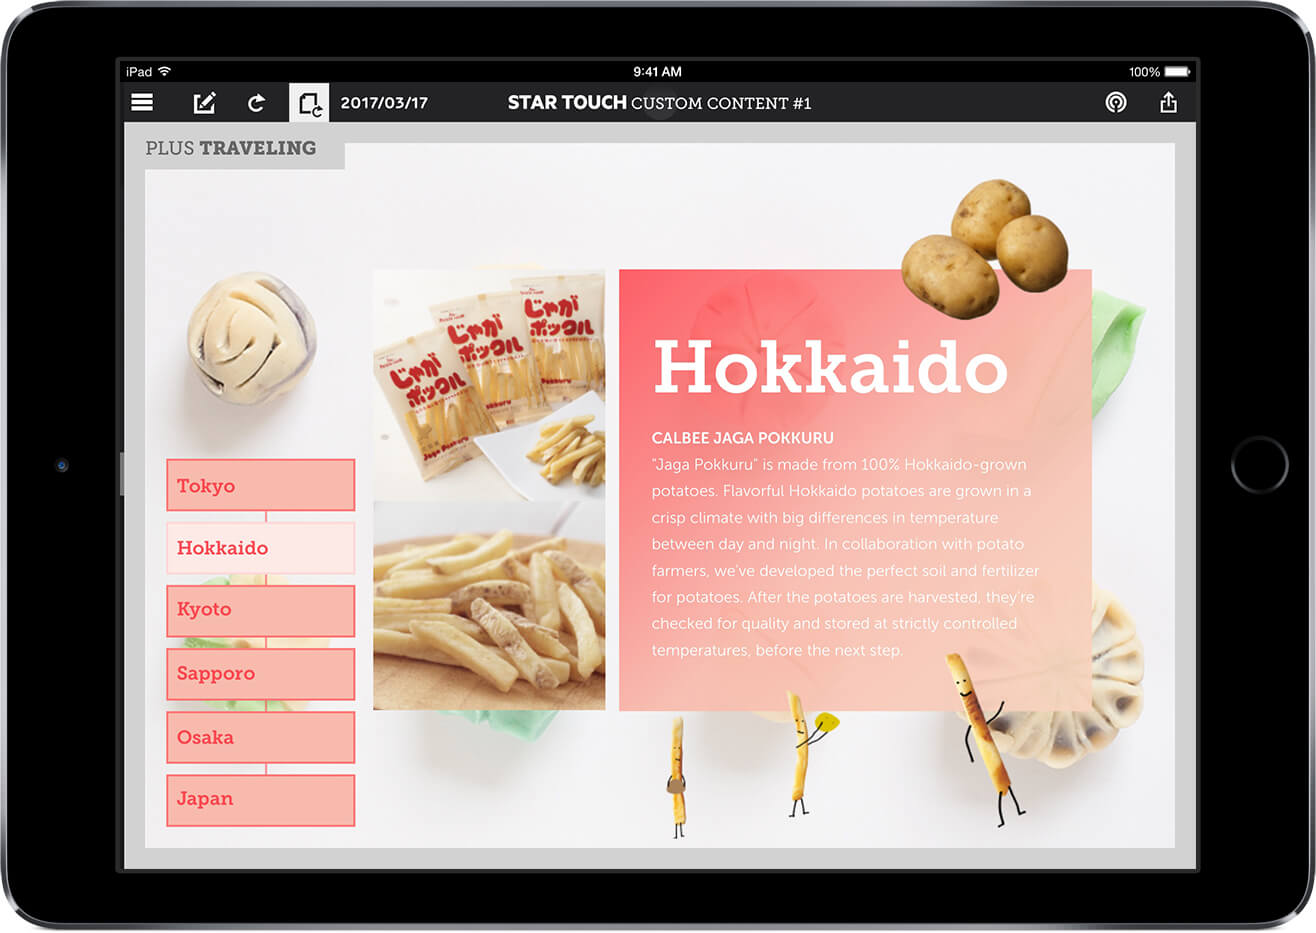 iPad 9:41 AM 100%
2017/03/17 STAR TOUCH CUSTOM CONTENT #1
PLUS TRAVELING
じゃが
ポックル
Jaga Pokkuru
じゃが
ポックル
じゃが
ポックル
Hokkaido
CALBEE JAGA POKKURU
"Jaga Pokkuru" is made from 100% Hokkaido-grown
potatoes. Flavorful Hokkaido potatoes are grown in a
crisp climate with big differences in temperature
between day and night. In collaboration with potato
farmers, we've developed the perfect soil and fertilizer
for potatoes. After the potatoes are harvested, they're
checked for quality and stored at strictly controlled
temperatures, before the next step.
Tokyo
Hokkaido
Kyoto
Sapporo
Osaka
Japan